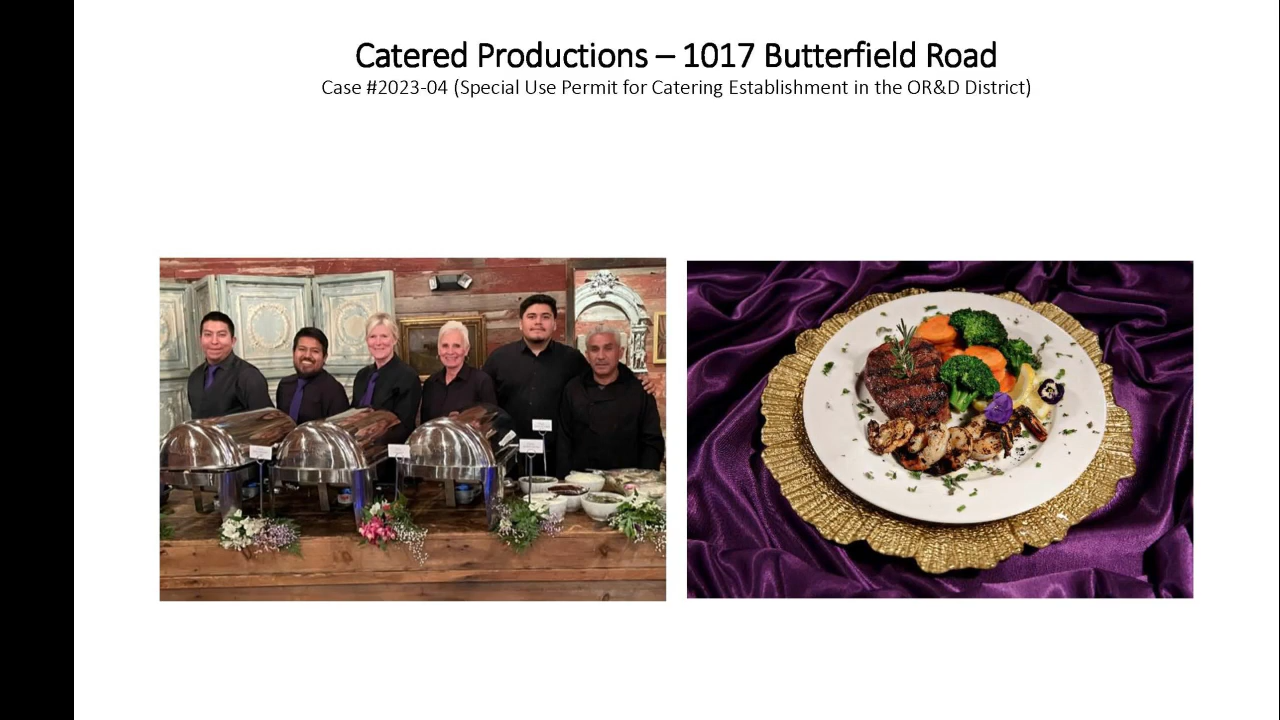 Catered Productions – 1017 Butterfield Road
Case #2023-04 (Special Use Permit for Catering Establishment in the OR&D District)